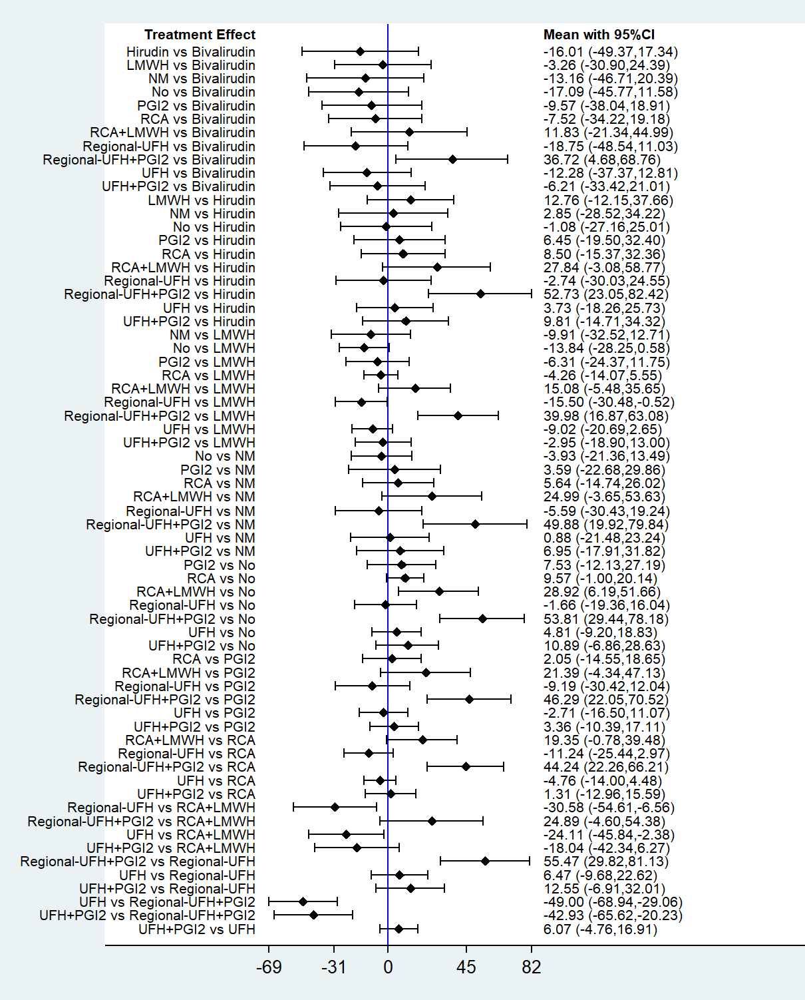 Treatment Effect Mean with 95%CI
Hirudin vs Bivalirudin -16.01 (-49.37,17.34)
LMWH vs Bivalirudin -3.26 (-30.90,24.39)
NM vs Bivalirudin -13.16 (-46.71,20.39)
No vs Bivalirudin -17.09 (-45.77,11.58)
PGI2 vs Bivalirudin -9.57 (-38.04,18.91)
RCA vs Bivalirudin -7.52 (-34.22,19.18)
RCA+LMWH vs Bivalirudin 11.83 (-21.34,44.99)
Regional-UFH vs Bivalirudin -18.75 (-48.54,11.03)
Regional-UFH+PGI2 vs Bivalirudin 36.72 (4.68,68.76)
UFH vs Bivalirudin -12.28 (-37.37,12.81)
UFH+PGI2 vs Bivalirudin -6.21 (-33.42,21.01)
LMWH vs Hirudin 12.76 (-12.15,37.66)
NM vs Hirudin 2.85 (-28.52,34.22)
No vs Hirudin -1.08 (-27.16,25.01)
PGI2 vs Hirudin 6.45 (-19.50,32.40)
RCA vs Hirudin 8.50 (-15.37,32.36)
RCA+LMWH vs Hirudin 27.84 (-3.08,58.77)
Regional-UFH vs Hirudin -2.74 (-30.03,24.55)
Regional-UFH+PGI2 vs Hirudin 52.73 (23.05,82.42)
UFH vs Hirudin 3.73 (-18.26,25.73)
UFH+PGI2 vs Hirudin 9.81 (-14.71,34.32)
NM vs LMWH -9.91 (-32.52,12.71)
No vs LMWH -13.84 (-28.25,0.58)
PGI2 vs LMWH -6.31 (-24.37,11.75)
RCA vs LMWH -4.26 (-14.07,5.55)
RCA+LMWH vs LMWH 15.08 (-5.48,35.65)
Regional-UFH vs LMWH -15.50 (-30.48,-0.52)
Regional-UFH+PGI2 vs LMWH 39.98 (16.87,63.08)
UFH vs LMWH -9.02 (-20.69,2.65)
UFH+PGI2 vs LMWH -2.95 (-18.90,13.00)
No vs NM -3.93 (-21.36,13.49)
PGI2 vs NM 3.59 (-22.68,29.86)
RCA vs NM 5.64 (-14.74,26.02)
RCA+LMWH vs NM 24.99 (-3.65,53.63)
Regional-UFH vs NM -5.59 (-30.43,19.24)
Regional-UFH+PGI2 vs NM 49.88 (19.92,79.84)
UFH vs NM 0.88 (-21.48,23.24)
UFH+PGI2 vs NM 6.95 (-17.91,31.82)
PGI2 vs No 7.53 (-12.13,27.19)
RCA vs No 9.57 (-1.00,20.14)
RCA+LMWH vs No 28.92 (6.19,51.66)
Regional-UFH vs No -1.66 (-19.36,16.04)
Regional-UFH+PGI2 vs No 53.81 (29.44,78.18)
UFH vs No 4.81 (-9.20,18.83)
UFH+PGI2 vs No 10.89 (-6.86,28.63)
RCA vs PGI2 2.05 (-14.55,18.65)
RCA+LMWH vs PGI2 21.39 (-4.34,47.13)
Regional-UFH vs PGI2 -9.19 (-30.42,12.04)
Regional-UFH+PGI2 vs PGI2 46.29 (22.05,70.52)
UFH vs PGI2 -2.71 (-16.50,11.07)
UFH+PGI2 vs PGI2 3.36 (-10.39,17.11)
RCA+LMWH vs RCA 19.35 (-0.78,39.48)
Regional-UFH vs RCA -11.24 (-25.44,2.97)
Regional-UFH+PGI2 vs RCA 44.24 (22.26,66.21)
UFH vs RCA -4.76 (-14.00,4.48)
UFH+PGI2 vs RCA 1.31 (-12.96,15.59)
Regional-UFH vs RCA+LMWH -30.58 (-54.61,-6.56)
Regional-UFH+PGI2 vs RCA+LMWH 24.89 (-4.60,54.38)
UFH vs RCA+LMWH -24.11 (-45.84,-2.38)
UFH+PGI2 vs RCA+LMWH -18.04 (-42.34,6.27)
Regional-UFH+PGI2 vs Regional-UFH 55.47 (29.82,81.13)
UFH vs Regional-UFH 6.47 (-9.68,22.62)
UFH+PGI2 vs Regional-UFH 12.55 (-6.91,32.01)
UFH vs Regional-UFH+PGI2 -49.00 (-68.94,-29.06)
UFH+PGI2 vs Regional-UFH+PGI2 -42.93 (-65.62,-20.23)
UFH+PGI2 vs UFH 6.07 (-4.76,16.91)
-69 -31 0 45 82